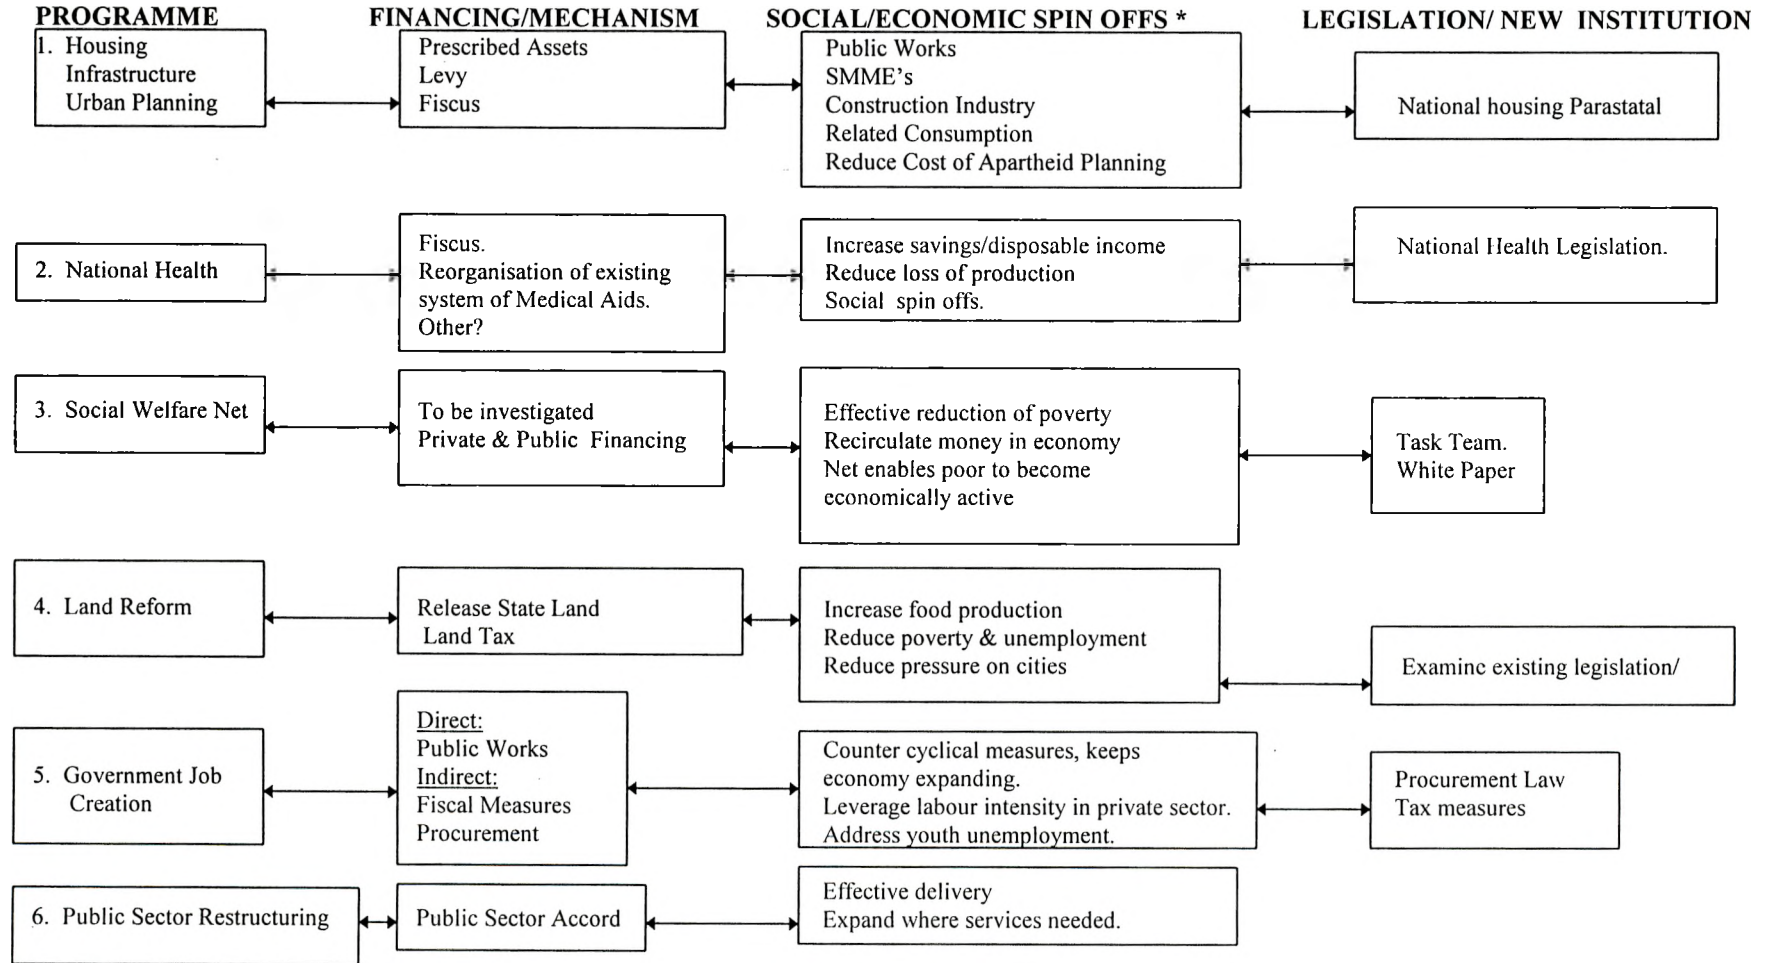 PROGRAMME FINANCING/MECHANISM SOCIAL/ECONOMIC SPIN OFFS * LEGISLATION/ NEW INSTITUTION
1. Housing
Infrastructure
Urban Planning
Prescribed Assets
Levy
Fiscus
Public Works
SMME's
Construction Industry
Related Consumption
Reduce Cost of Apartheid Planning
National housing Parastatal
2. National Health
Fiscus.
Reorganisation of existing
system of Medical Aids.
Other?
Increase savings/disposable income
Reduce loss of production
Social spin offs.
National Health Legislation.
3. Social Welfare Net
To be investigated
Private & Public Financing
Effective reduction of poverty
Recirculate money in economy
Net enables poor to become
economically active
Task Team.
White Paper
4. Land Reform
Release State Land
Land Tax
Increase food production
Reduce poverty & unemployment
Reduce pressure on cities
Examine existing legislation/
5. Government Job
Creation
Direct:
Public Works
Indirect:
Fiscal Measures
Procurement
Counter cyclical measures, keeps
economy expanding.
Leverage labour intensity in private sector.
Address youth unemployment.
Procurement Law
Tax measures
6. Public Sector Restructuring
Public Sector Accord
Effective delivery
Expand where services needed.